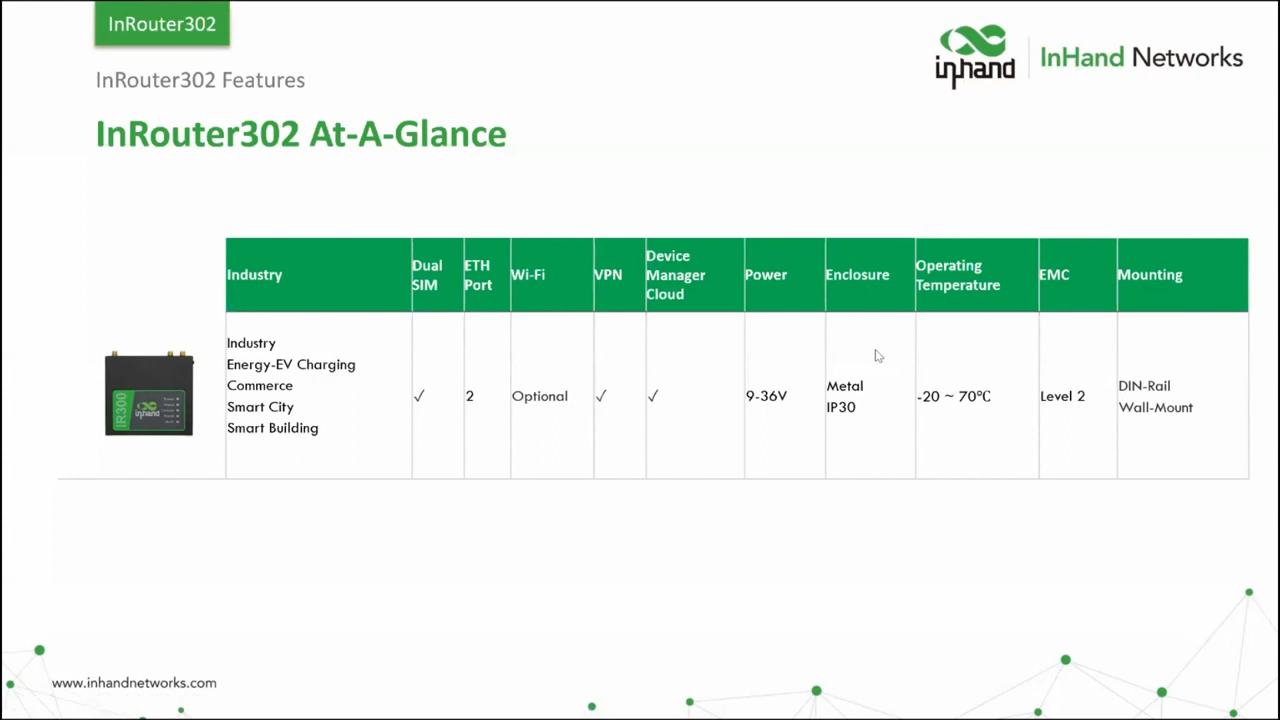 InRouter302
inhand
InHand Networks
InRouter302 Features
InRouter302 At-A-Glance
Industry
Dual SIM
ETH Port
Wi-Fi
VPN
Device Manager Cloud
Power
Enclosure
Operating Temperature
EMC
Mounting
IR300
inhand
Industry
Energy-EV Charging
Commerce
Smart City
Smart Building
✓
2
Optional
✓
✓
9-36V
Metal
IP30
-20 ~ 70℃
Level 2
DIN-Rail
Wall-Mount
www.inhandnetworks.com